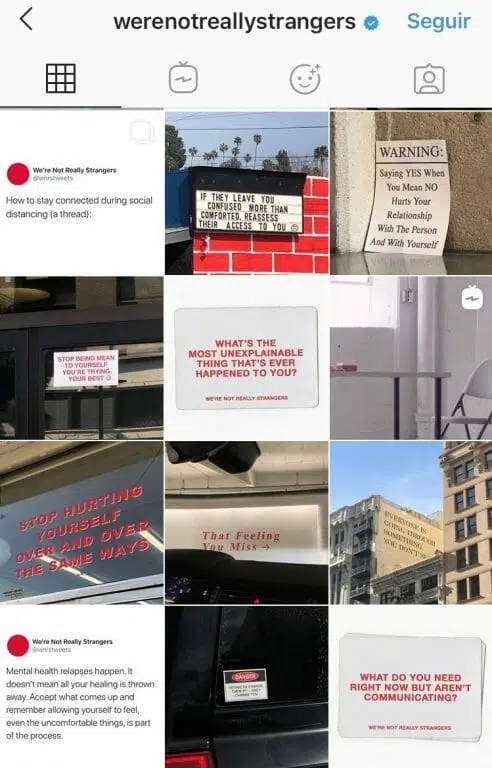 werenotreallystrangers
Seguir
We're Not Really Strangers
@wnrstweets
How to stay connected during social
distancing (a thread):
IF THEY LEAVE YOU
CONFUSED MORE THAN
COMFORTED, REASSESS
THEIR ACCESS TO YOU
WARNING:
Saying YES When
You Mean NO
Hurts Your
Relationship
With The Person
And With Yourself
STOP BEING MEAN
TO YOURSELF
YOU'RE TRYING
YOUR BEST
WHAT'S THE
MOST UNEXPLAINABLE
THING THAT'S EVER
HAPPENED TO YOU?
WE'RE NOT REALLY STRANGERS
STOP HURTING
YOURSELF
OVER AND OVER
THE SAME WAYS
That Feeling
You Miss →
EVERYONE IS
GOING THROUGH
SOMETHING
YOU DON'T
We're Not Really Strangers
@wnrstweets
Mental health relapses happen. It
doesn't mean all your healing is thrown
away. Accept what comes up and
remember allowing yourself to feel,
even the uncomfortable things, is part
of the process.
DANGER
WHAT DO YOU NEED
RIGHT NOW BUT AREN'T
COMMUNICATING?
WE'RE NOT REALLY STRANGERS